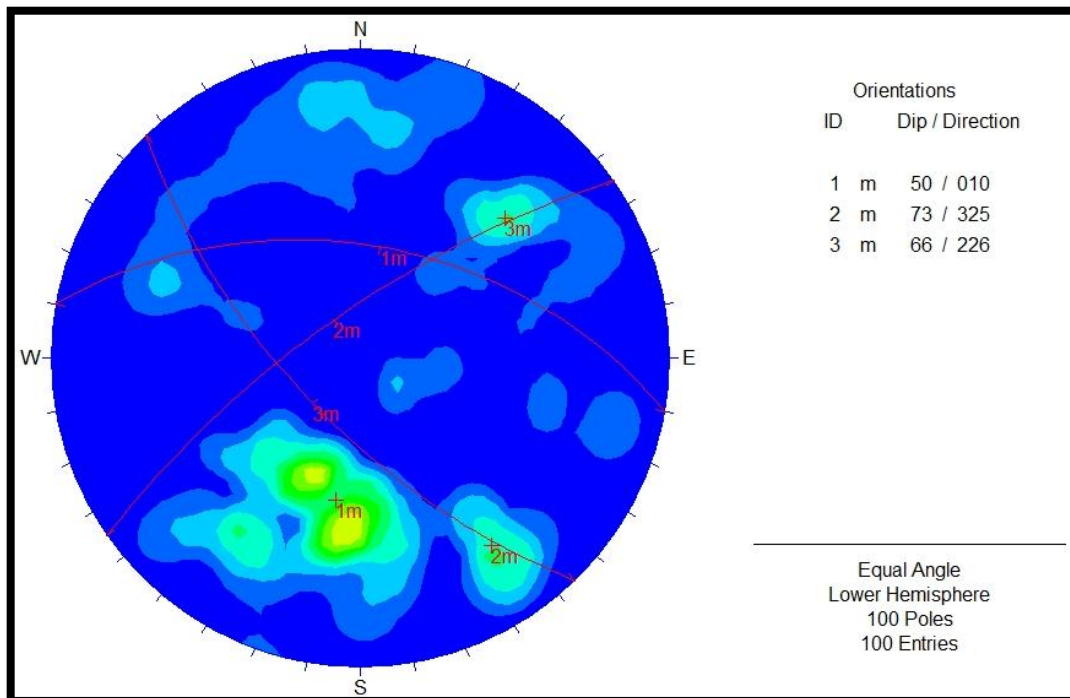 N
Orientations
ID Dip / Direction
1 m 50 / 010
2 m 73 / 325
3 m 66 / 226
3m
1m
2m
W
E
3m
1m
2m
S
Equal Angle
Lower Hemisphere
100 Poles
100 Entries